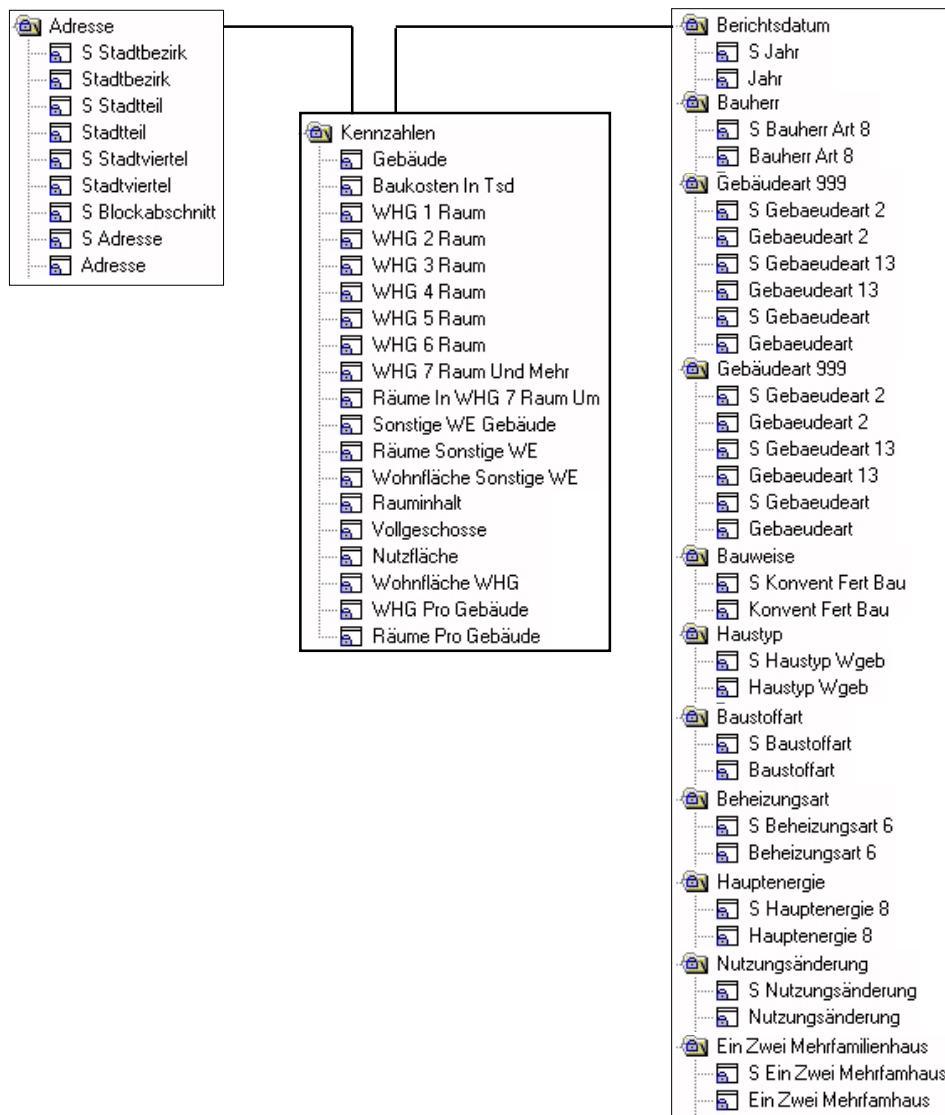 Adresse
S Stadtbezirk
Stadtbezirk
S Stadtteil
Stadtteil
S Stadtviertel
Stadtviertel
S Blockabschnitt
S Adresse
Adresse
Kennzahlen
Gebäude
Baukosten In Tsd
WHG 1 Raum
WHG 2 Raum
WHG 3 Raum
WHG 4 Raum
WHG 5 Raum
WHG 6 Raum
WHG 7 Raum Und Mehr
Räume In WHG 7 Raum Um
Sonstige WE Gebäude
Räume Sonstige WE
Wohnfläche Sonstige WE
Rauminhalt
Vollgeschosse
Nutzfläche
Wohnfläche WHG
WHG Pro Gebäude
Räume Pro Gebäude
Berichtsdatum
S Jahr
Jahr
Bauherr
S Bauherr Art 8
Bauherr Art 8
Gebäudeart 999
S Gebaeudeart 2
Gebaeudeart 2
S Gebaeudeart 13
Gebaeudeart 13
S Gebaeudeart
Gebaeudeart
Gebäudeart 999
S Gebaeudeart 2
Gebaeudeart 2
S Gebaeudeart 13
Gebaeudeart 13
S Gebaeudeart
Gebaeudeart
Bauweise
S Konvent Fert Bau
Konvent Fert Bau
Haustyp
S Haustyp Wgeb
Haustyp Wgeb
Baustoffart
S Baustoffart
Baustoffart
Beheizungsart
S Beheizungsart 6
Beheizungsart 6
Hauptenergie
S Hauptenergie 8
Hauptenergie 8
Nutzungsänderung
S Nutzungsänderung
Nutzungsänderung
Ein Zwei Mehrfamilienhaus
S Ein Zwei Mehrfamhaus
Ein Zwei Mehrfamhaus